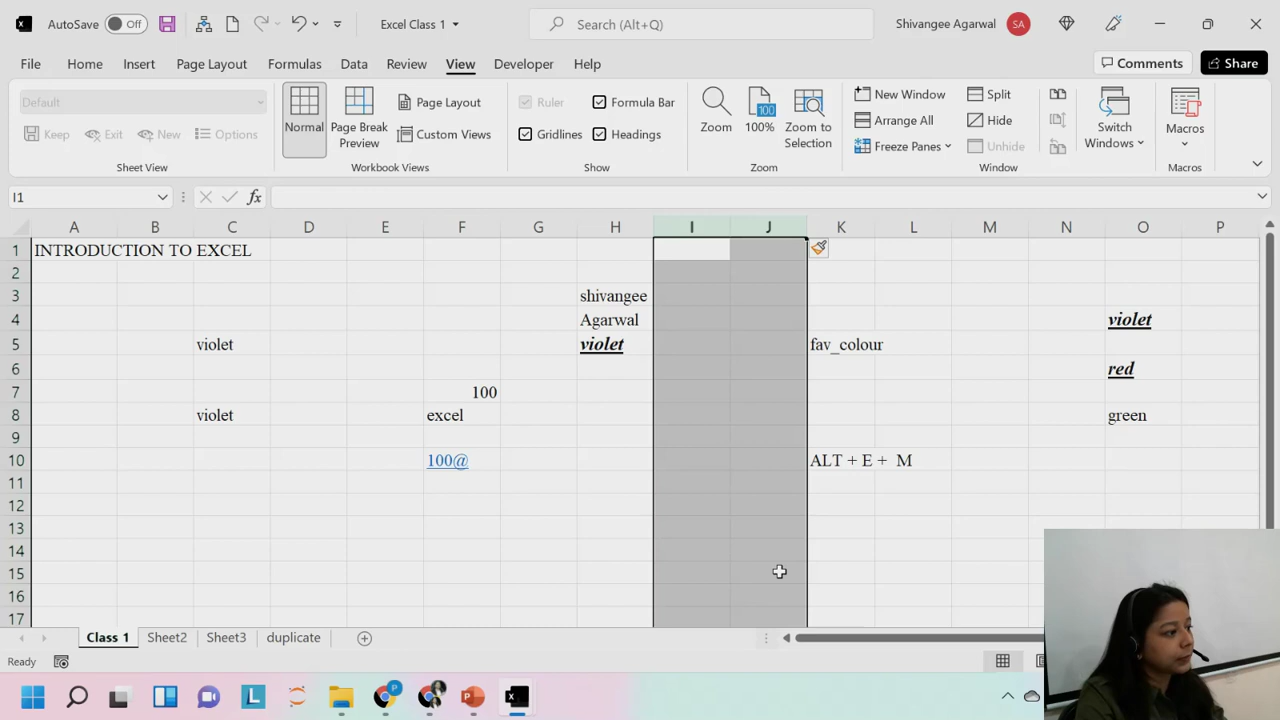 AutoSave Off Excel Class 1 Search (Alt+Q) Shivangee Agarwal SA
File Home Insert Page Layout Formulas Data Review View Developer Help Comments Share
Default
Keep Exit New Options
Sheet View
Normal
Page Break Preview
Page Layout
Custom Views
Workbook Views
Ruler Formula Bar
Gridlines Headings
Show
Zoom
100
100%
Zoom to Selection
Zoom
New Window
Arrange All
Freeze Panes
Split
Hide
Unhide
Switch Windows
Window
Macros
Macros
I1 fx
A B C D E F G H I J K L M N O P
1 INTRODUCTION TO EXCEL
2
3 shivangee
4 Agarwal violet
5 violet violet fav_colour
6 red
7 100
8 violet excel green
9
10 100@ ALT + E + M
11
12
13
14
15
16
17
Class 1 Sheet2 Sheet3 duplicate
Ready
L P P X